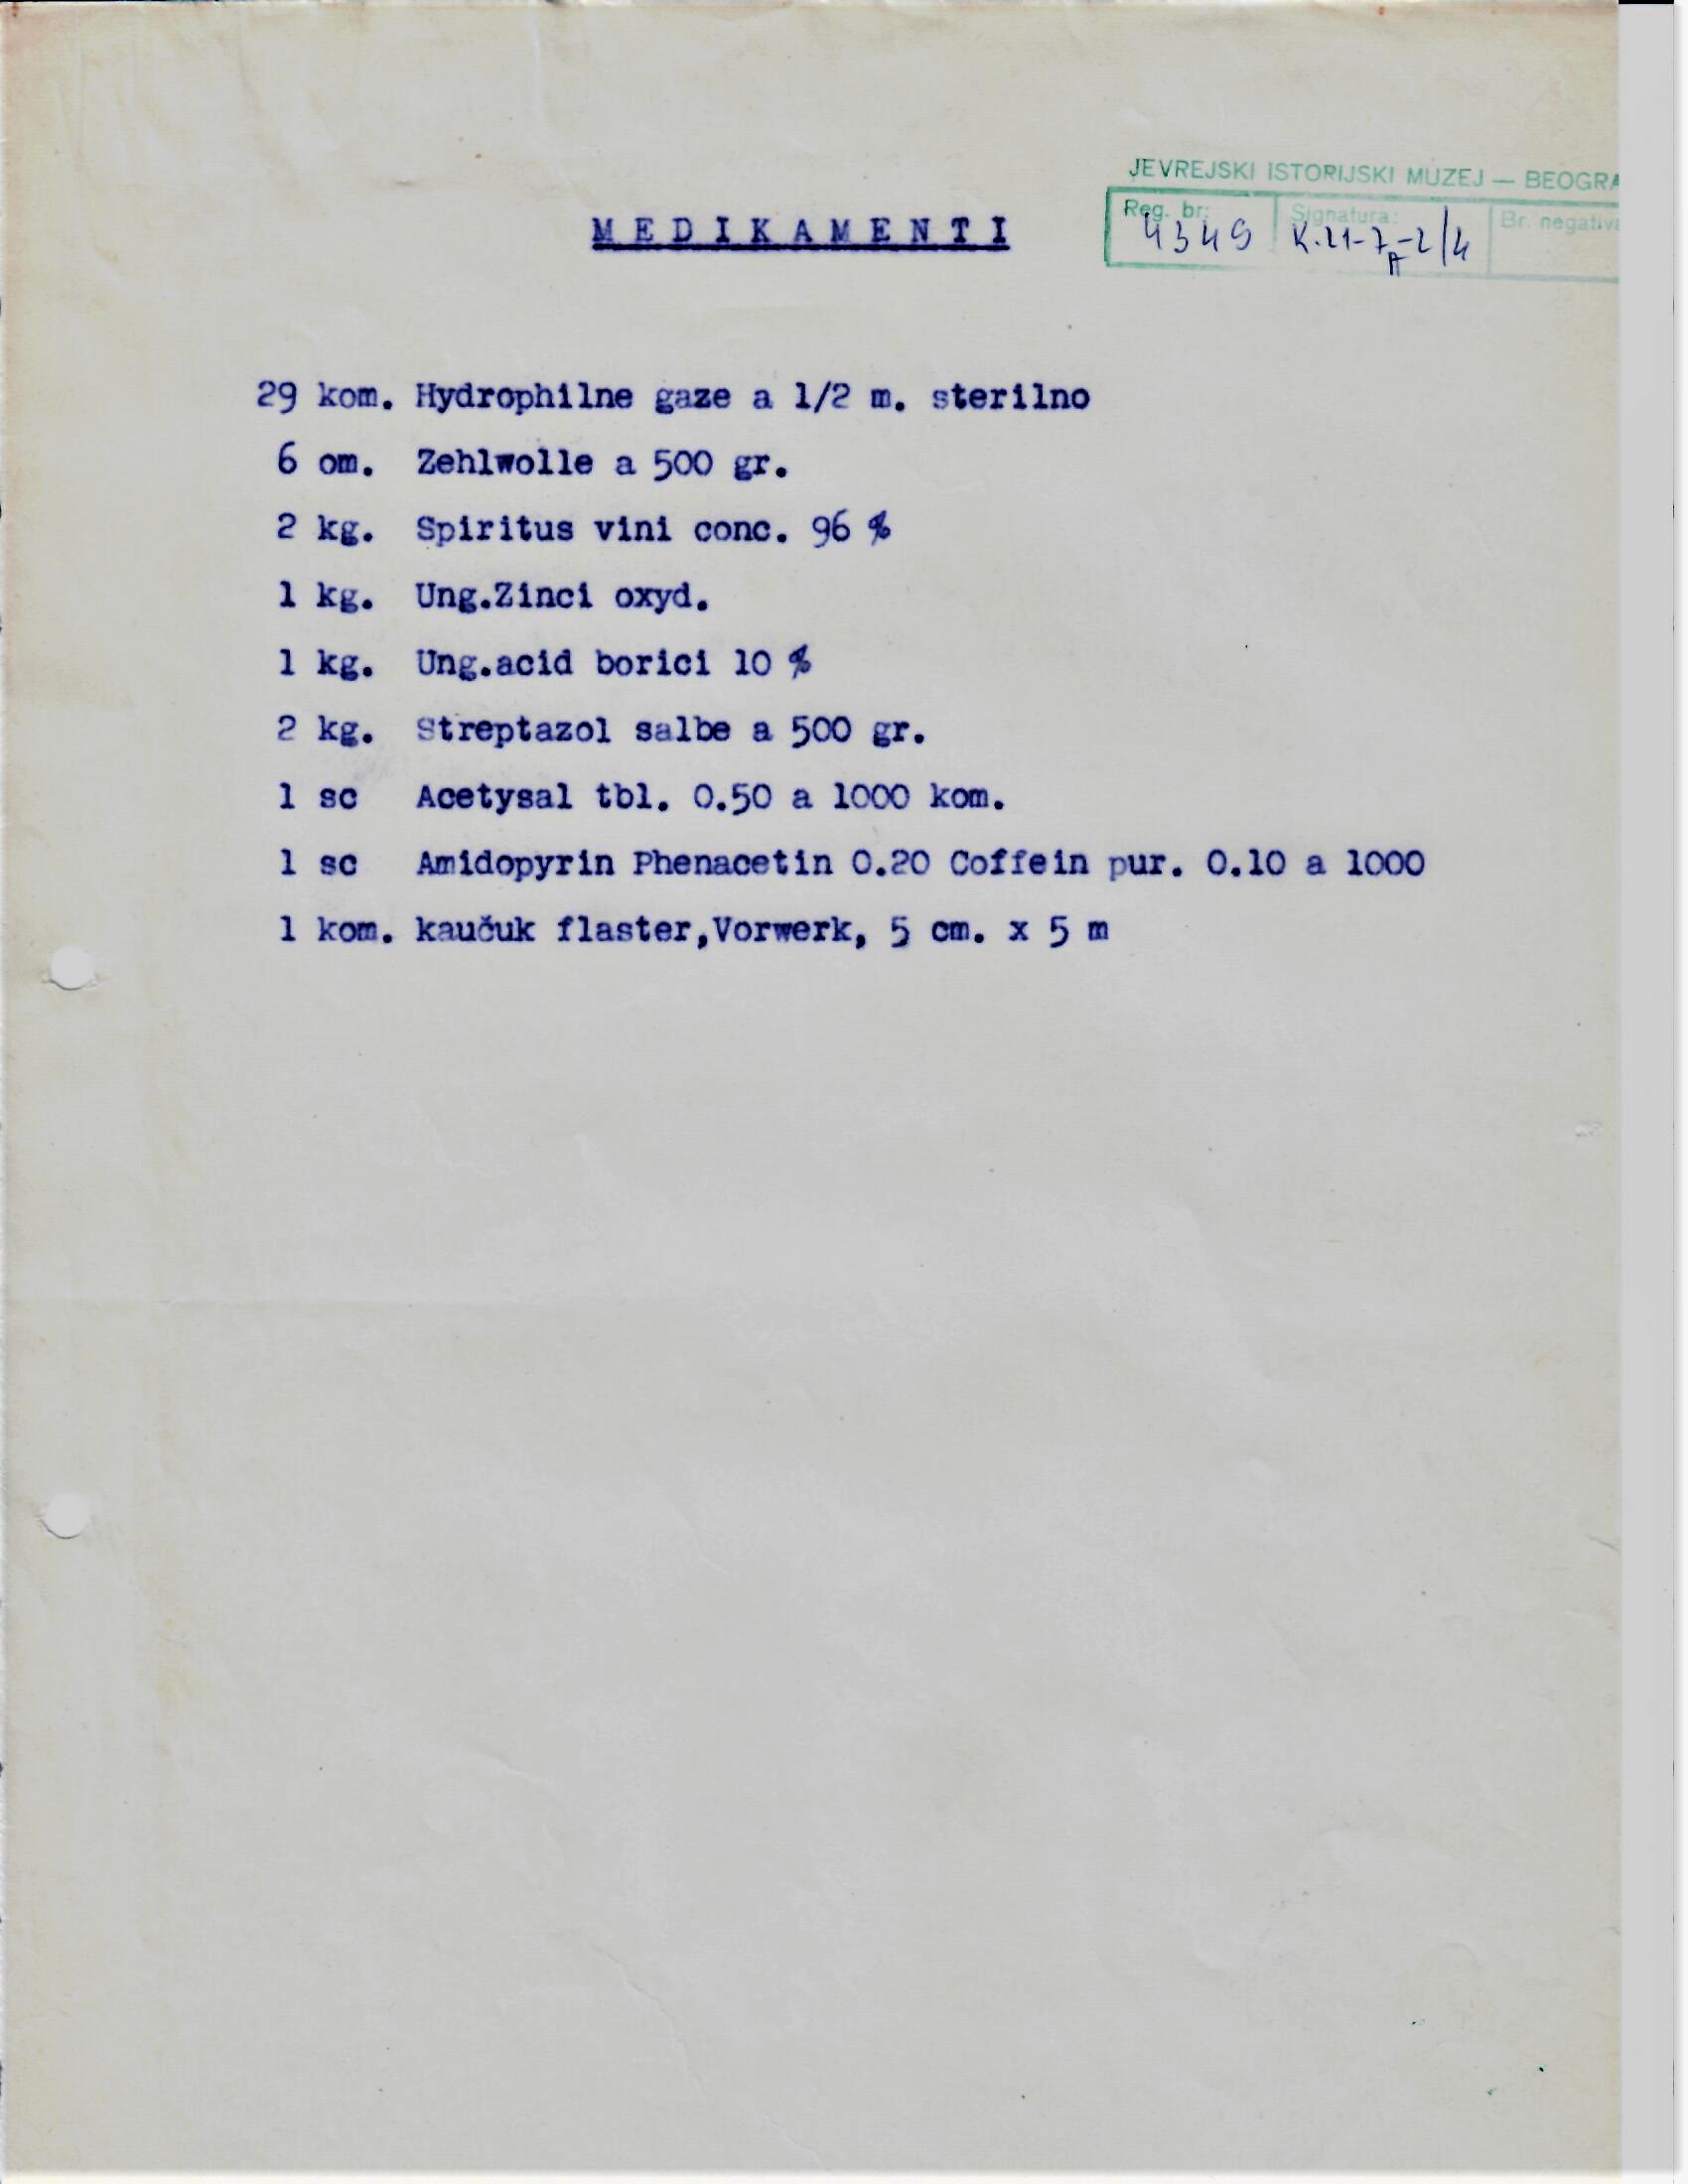 JEVREJSKI ISTORIJSKI MUZEJ — BEOGRA
Reg. br: Signatura: Br. negativa
4349 K.21-7A-2/4
MEDIKAMENTI
29 kom. Hydrophilne gaze a 1/2 m. sterilno
6 om. Zehlwolle a 500 gr.
2 kg. Spiritus vini conc. 96 %
1 kg. Ung.Zinci oxyd.
1 kg. Ung.acid borici 10 %
2 kg. Streptazol salbe a 500 gr.
1 sc Acetysal tbl. 0.50 a 1000 kom.
1 sc Amidopyrin Phenacetin 0.20 Coffein pur. 0.10 a 1000
1 kom. kaučuk flaster,Vorwerk, 5 cm. x 5 m